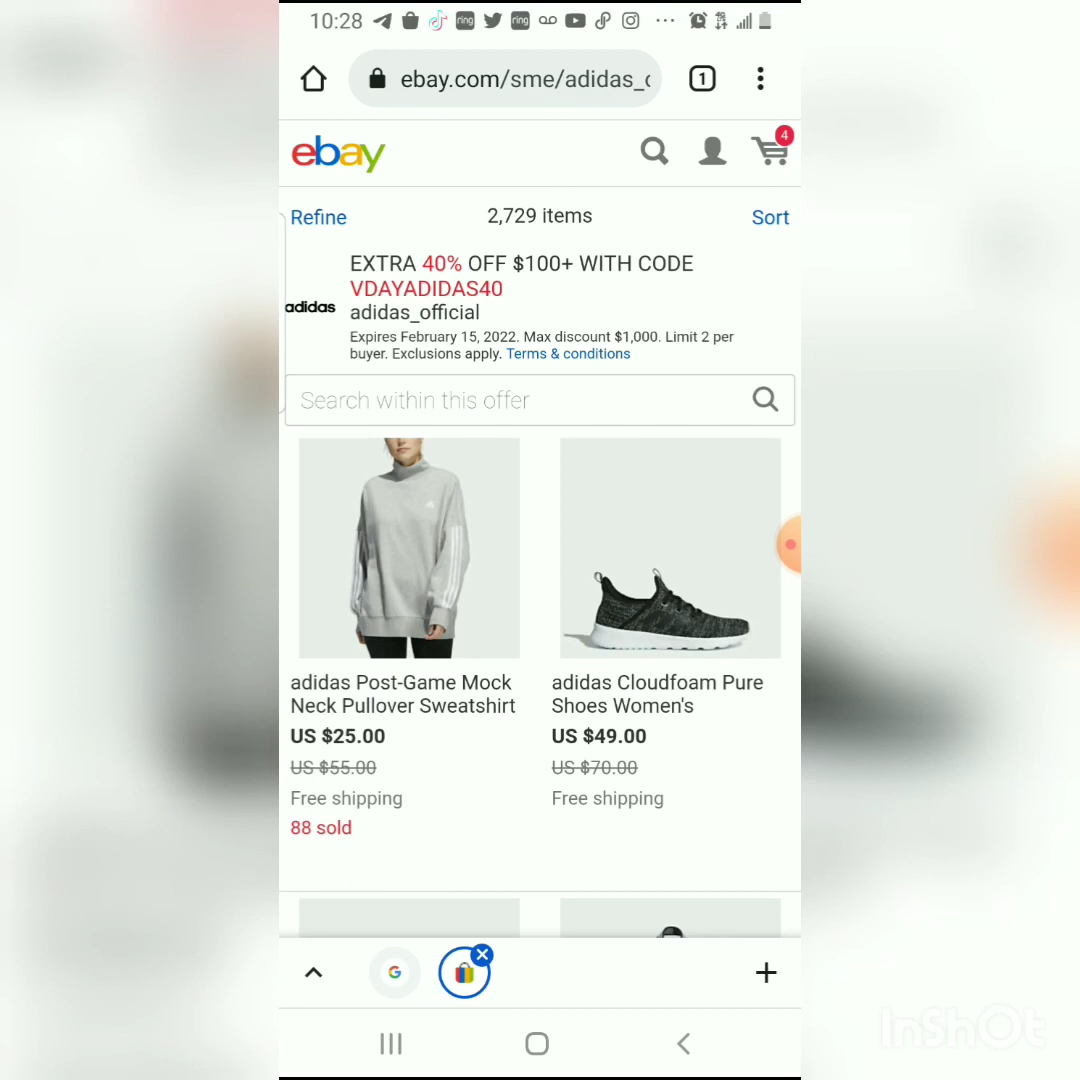 10:28 ring ring
ebay.com/sme/adidas_c 1
ebay 4
Refine 2,729 items Sort
EXTRA 40% OFF $100+ WITH CODE
VDAYADIDAS40
adidas
adidas_official
Expires February 15, 2022. Max discount $1,000. Limit 2 per
buyer. Exclusions apply. Terms & conditions
Search within this offer
adidas Post-Game Mock
Neck Pullover Sweatshirt
US $25.00
US $55.00
Free shipping
88 sold
adidas Cloudfoam Pure
Shoes Women's
US $49.00
US $70.00
Free shipping
G
InShOt